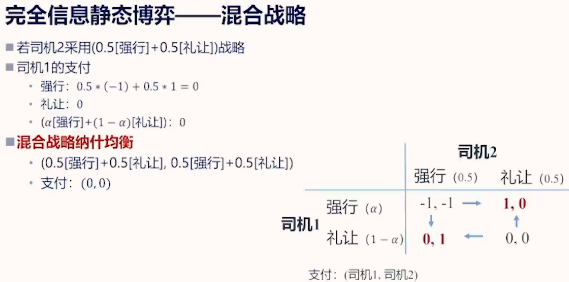 完全信息静态博弈——混合战略
若司机2采用(0.5[强行]+0.5[礼让])战略
司机1的支付
强行：0.5 * (−1) + 0.5 * 1 = 0
礼让：0
(α[强行]+(1 − α)[礼让])：0
混合战略纳什均衡
(0.5[强行]+0.5[礼让], 0.5[强行]+0.5[礼让])
支付：(0, 0)
司机2
强行（0.5） 礼让（0.5）
强行（α） -1, -1 1, 0
司机1
礼让（1 − α） 0, 1 0, 0
支付：(司机1, 司机2)